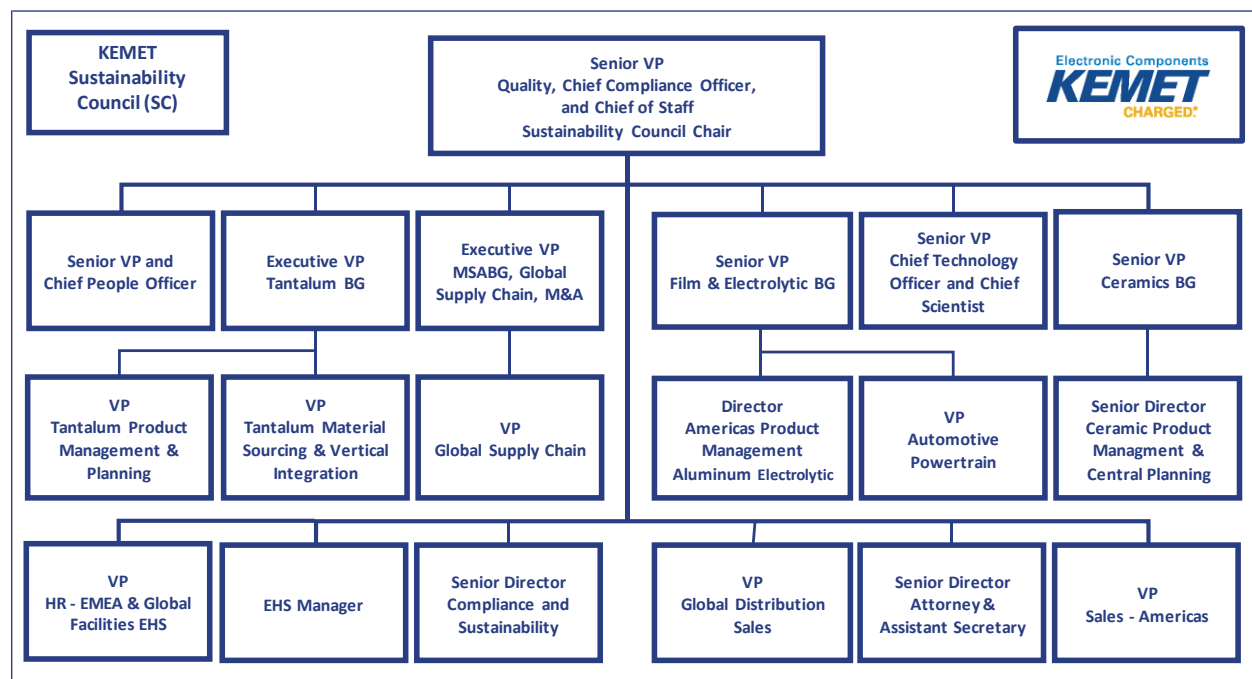 KEMET
Sustainability
Council (SC)
Senior VP
Quality, Chief Compliance Officer,
and Chief of Staff
Sustainability Council Chair
Electronic Components
KEMET
CHARGED.®
Senior VP and
Chief People Officer
Executive VP
Tantalum BG
Executive VP
MSABG, Global
Supply Chain, M&A
Senior VP
Film & Electrolytic BG
Senior VP
Chief Technology
Officer and Chief
Scientist
Senior VP
Ceramics BG
VP
Tantalum Product
Management &
Planning
VP
Tantalum Material
Sourcing & Vertical
Integration
VP
Global Supply Chain
Director
Americas Product
Management
Aluminum Electrolytic
VP
Automotive
Powertrain
Senior Director
Ceramic Product
Managment &
Central Planning
VP
HR - EMEA & Global
Facilities EHS
EHS Manager
Senior Director
Compliance and
Sustainability
VP
Global Distribution
Sales
Senior Director
Attorney &
Assistant Secretary
VP
Sales - Americas